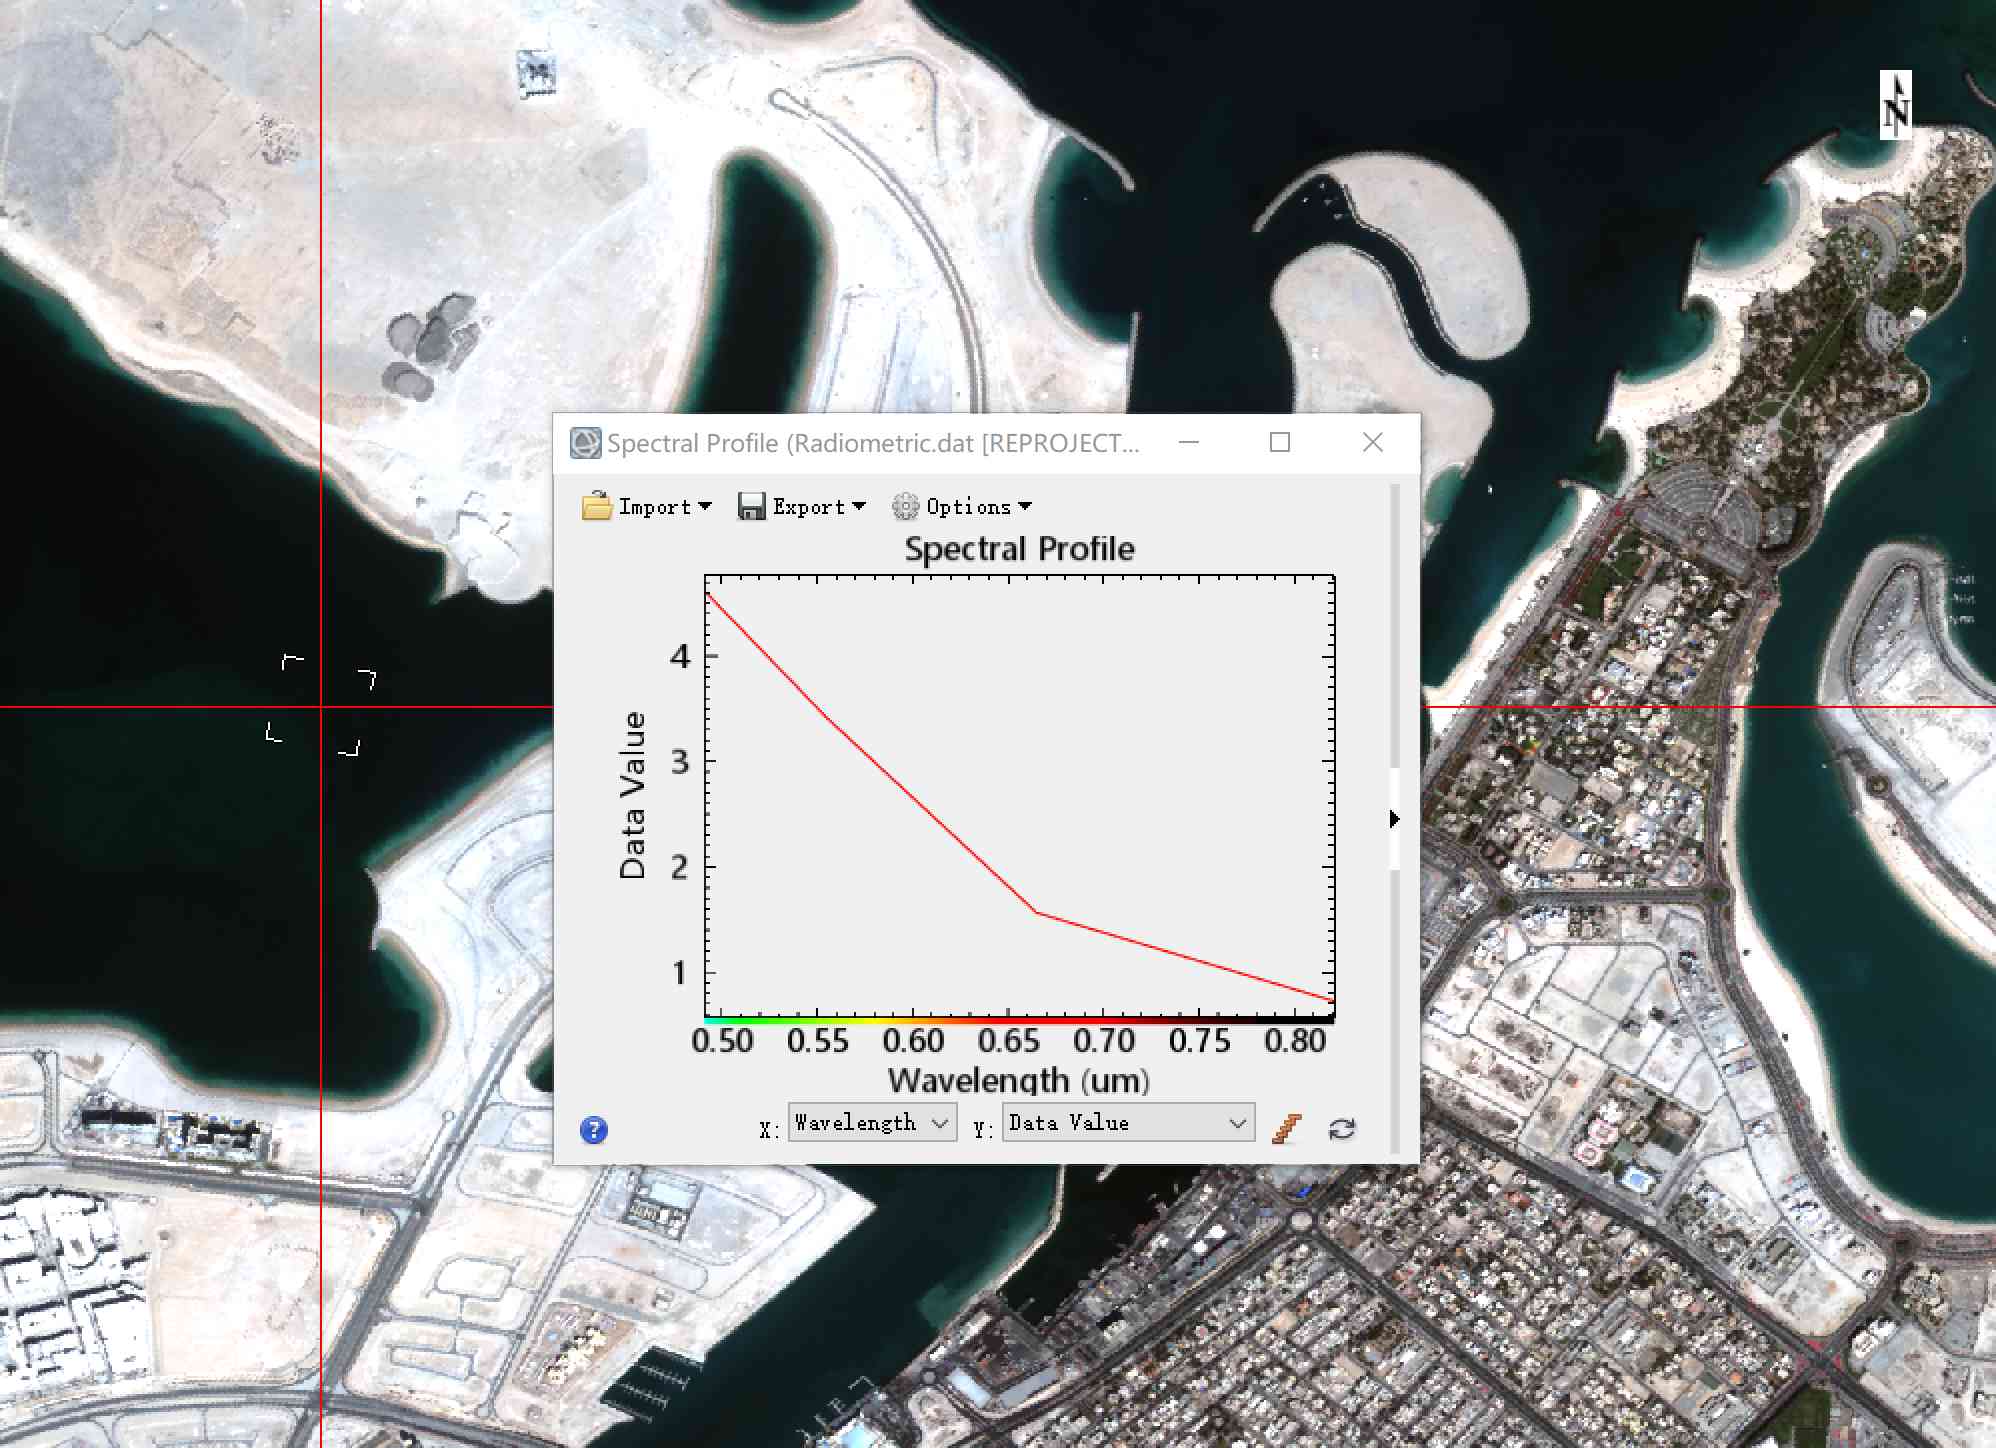 N
Spectral Profile (Radiometric.dat [REPROJECT...
Import Export Options
Spectral Profile
Data Value
4
3
2
1
0.50 0.55 0.60 0.65 0.70 0.75 0.80
Wavelength (um)
? X: Wavelength Y: Data Value